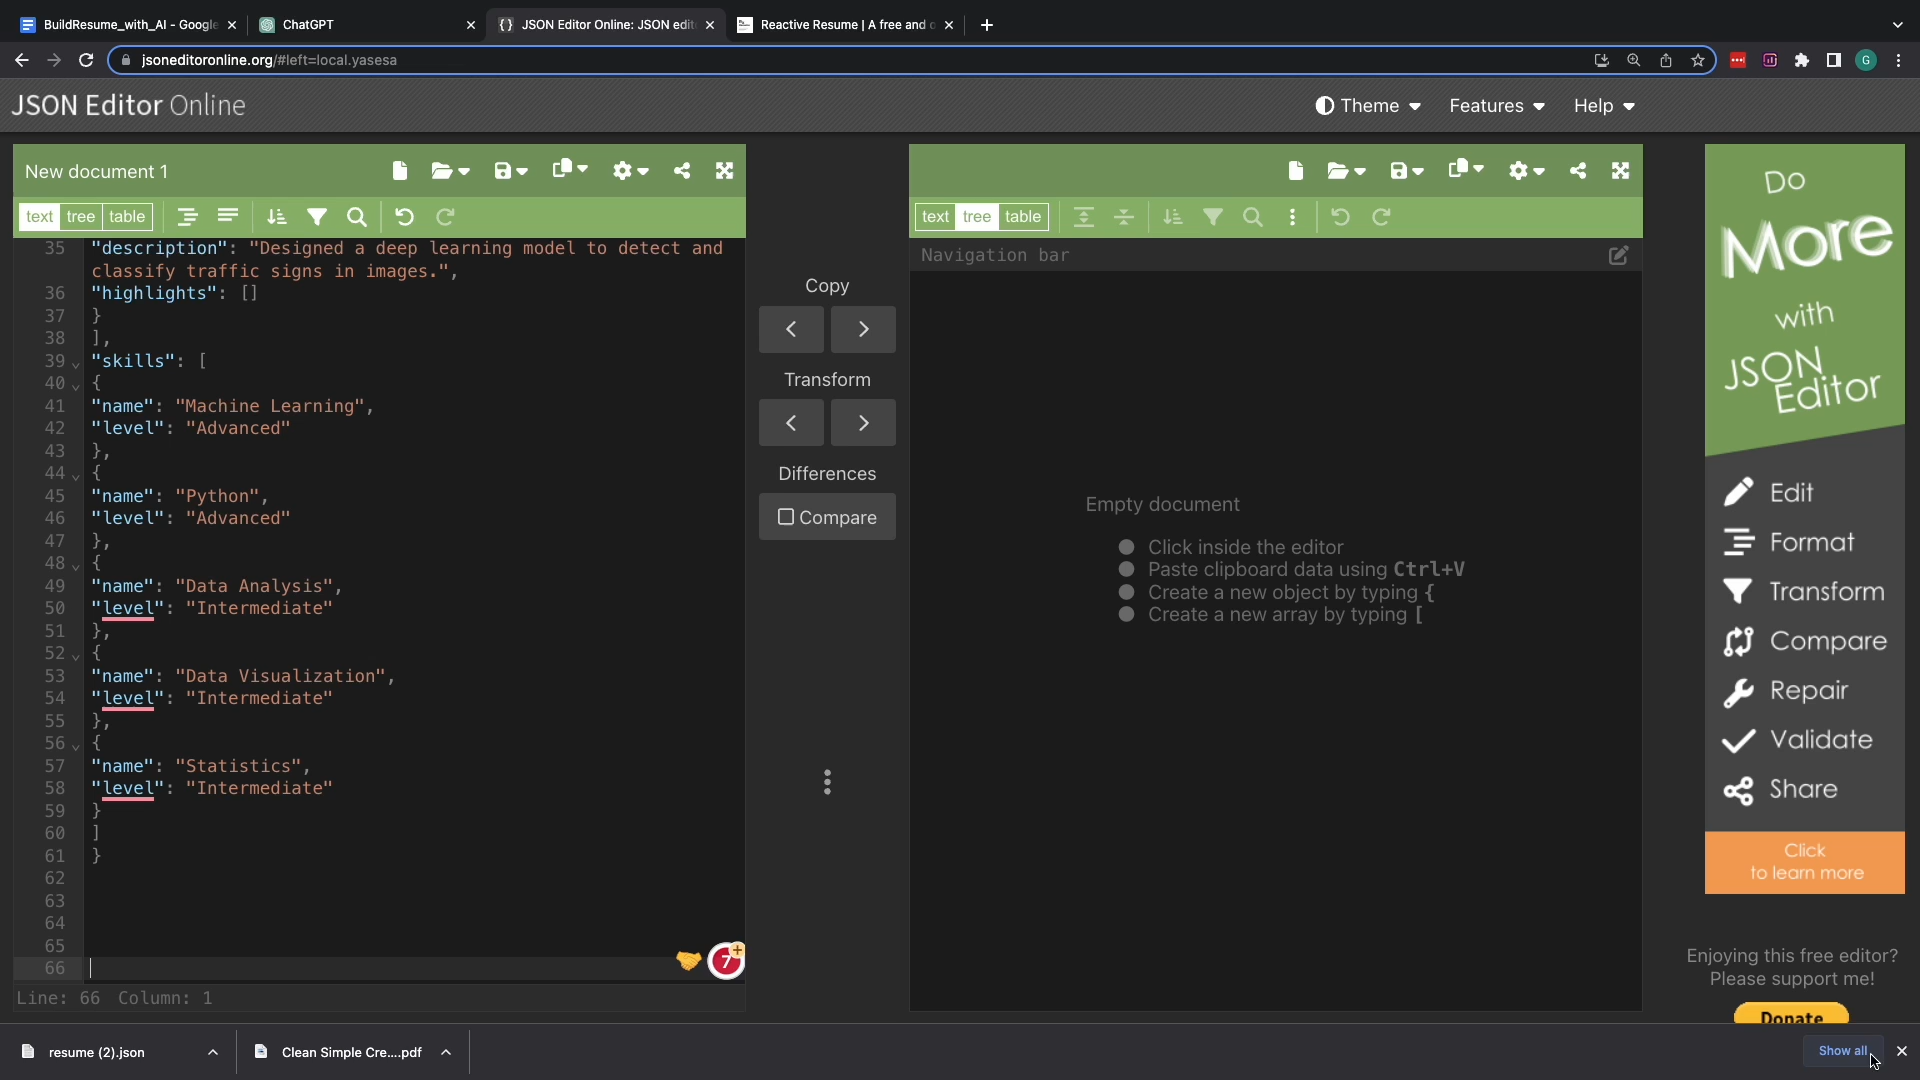 BuildResume_with_AI - Google
ChatGPT
JSON Editor Online: JSON edit
Reactive Resume | A free and o
jsoneditoronline.org/#left=local.yasesa
G
JSON Editor Online
Theme
Features
Help
New document 1
text tree table
35 "description": "Designed a deep learning model to detect and
classify traffic signs in images.",
36 "highlights": []
37 }
38 ],
39 "skills": [
40 {
41 "name": "Machine Learning",
42 "level": "Advanced"
43 },
44 {
45 "name": "Python",
46 "level": "Advanced"
47 },
48 {
49 "name": "Data Analysis",
50 "level": "Intermediate"
51 },
52 {
53 "name": "Data Visualization",
54 "level": "Intermediate"
55 },
56 {
57 "name": "Statistics",
58 "level": "Intermediate"
59 }
60 ]
61 }
62
63
64
65
66
7
Line: 66 Column: 1
Copy
Transform
Differences
Compare
text tree table
Navigation bar
Empty document
Click inside the editor
Paste clipboard data using Ctrl+V
Create a new object by typing {
Create a new array by typing [
Do
More
with
JSON
Editor
Edit
Format
Transform
Compare
Repair
Validate
Share
Click
to learn more
Enjoying this free editor?
Please support me!
Donate
resume (2).json
Clean Simple Cre....pdf
Show all